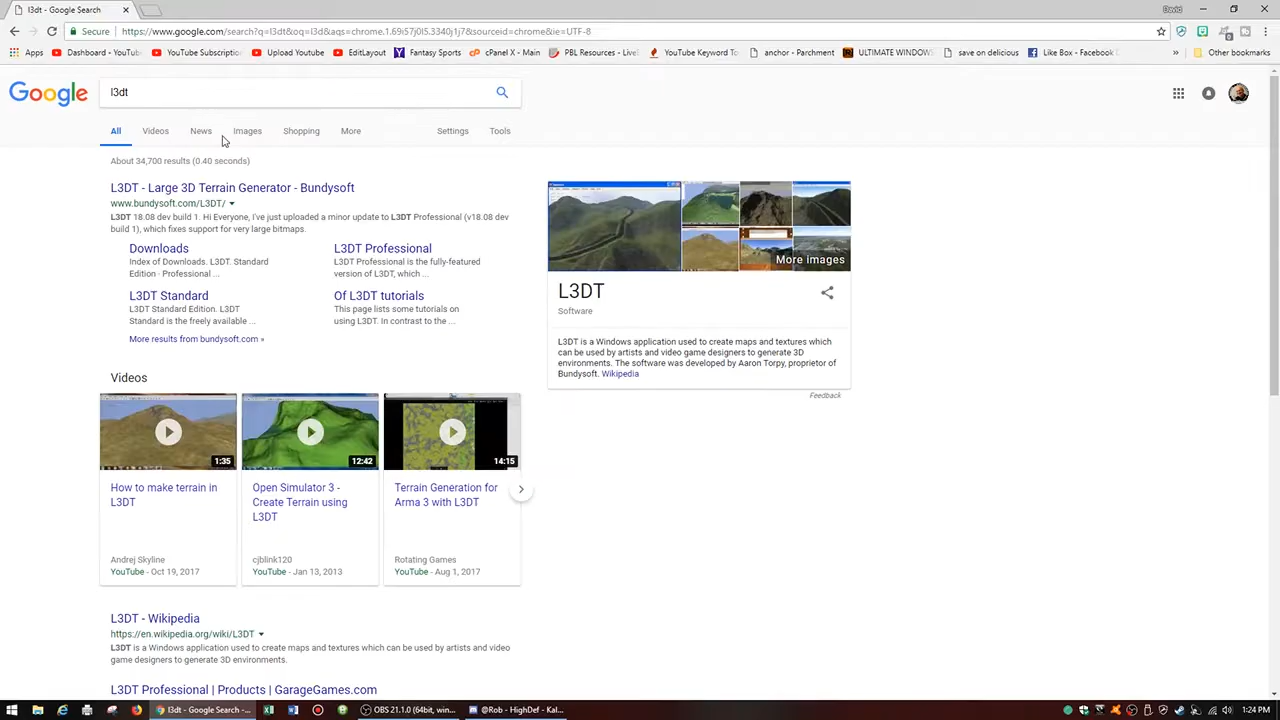 l3dt - Google Search
David
Secure
https://www.google.com/search?q=l3dt&oq=l3dt&aqs=chrome.1.69i57j0l5.3340j1j7&sourceid=chrome&ie=UTF-8
Apps
Dashboard - YouTub
YouTube Subscriptio
Upload Youtube
EditLayout
Fantasy Sports
cPanel X - Main
PBL Resources - Live
YouTube Keyword To
anchor - Parchment
ULTIMATE WINDOW
save on delicious
Like Box - Facebook
»
Other bookmarks
Google
l3dt
All
Videos
News
Images
Shopping
More
Settings
Tools
About 34,700 results (0.40 seconds)
L3DT - Large 3D Terrain Generator - Bundysoft
www.bundysoft.com/L3DT/
L3DT 18.08 dev build 1. Hi Everyone, I've just uploaded a minor update to L3DT Professional (v18.08 dev
build 1), which fixes support for very large bitmaps.
Downloads
Index of Downloads. L3DT. Standard
Edition · Professional ...
L3DT Professional
L3DT Professional is the fully-featured
version of L3DT, which ...
L3DT Standard
L3DT Standard Edition. L3DT
Standard is the freely available ...
Of L3DT tutorials
This page lists some tutorials on
using L3DT. In contrast to the ...
More results from bundysoft.com »
More images
L3DT
Software
L3DT is a Windows application used to create maps and textures which
can be used by artists and video game designers to generate 3D
environments. The software was developed by Aaron Torpy, proprietor of
Bundysoft. Wikipedia
Feedback
Videos
1:35
12:42
14:15
How to make terrain in
L3DT
Andrej Skyline
YouTube - Oct 19, 2017
Open Simulator 3 -
Create Terrain using
L3DT
cjblink120
YouTube - Jan 13, 2013
Terrain Generation for
Arma 3 with L3DT
Rotating Games
YouTube - Aug 1, 2017
L3DT - Wikipedia
https://en.wikipedia.org/wiki/L3DT
L3DT is a Windows application used to create maps and textures which can be used by artists and video
game designers to generate 3D environments.
L3DT Professional | Products | GarageGames.com
l3dt - Google Search -...
OBS 21.1.0 (64bit, win...
@Rob - HighDef - Kal...
1:24 PM